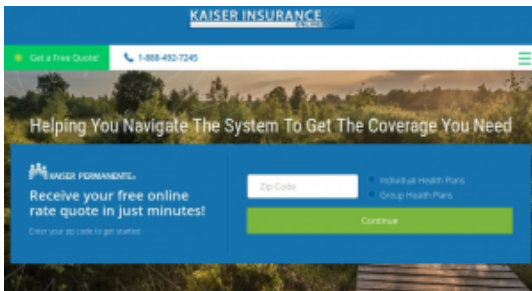 KAISER INSURANCE
ONLINE
Get a Free Quote!
1-888-492-7245
Helping You Navigate The System To Get The Coverage You Need
KAISER PERMANENTE®
Receive your free online
rate quote in just minutes!
Enter your zip code to get started
Zip Code
Individual Health Plans
Group Health Plans
Continue